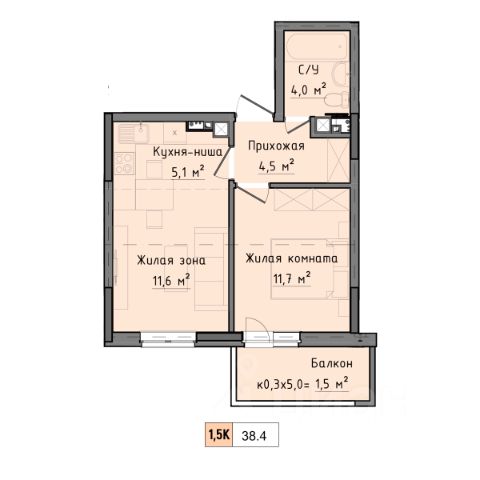 С/У
4,0 м²
Кухня-ниша
5,1 м²
Прихожая
4,5 м²
Жилая зона
11,6 м²
Жилая комната
11,7 м²
Балкон
к0,3х5,0= 1,5 м²
1,5К 38.4